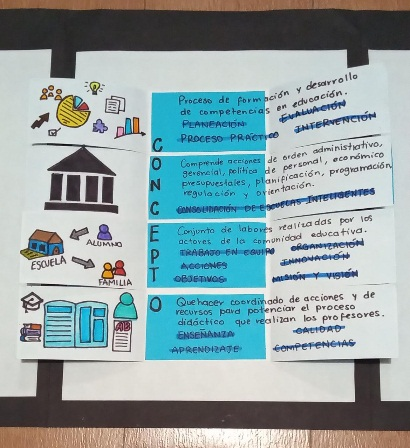 Proceso de formación y desarrollo
de competencias en educación.
PLANEACIÓN EVALUACIÓN
PROCESO PRÁCTICO INTERVENCIÓN
Comprende acciones de orden administrativo,
gerencial, política de personal, económico
presupuestales, planificación, programación,
regulación y orientación.
CONSOLIDACIÓN DE ESCUELAS INTELIGENTES
Conjunto de labores realizadas por los
actores de la comunidad educativa.
TRABAJO EN EQUIPO ORGANIZACIÓN
ACCIONES INNOVACIÓN
OBJETIVOS MISIÓN Y VISIÓN
Quehacer coordinado de acciones y de
recursos para potenciar el proceso
didáctico que realizan los profesores.
ENSEÑANZA CALIDAD
APRENDIZAJE COMPETENCIAS
C
O
N
C
E
P
T
O
ALUMNO
ESCUELA
FAMILIA